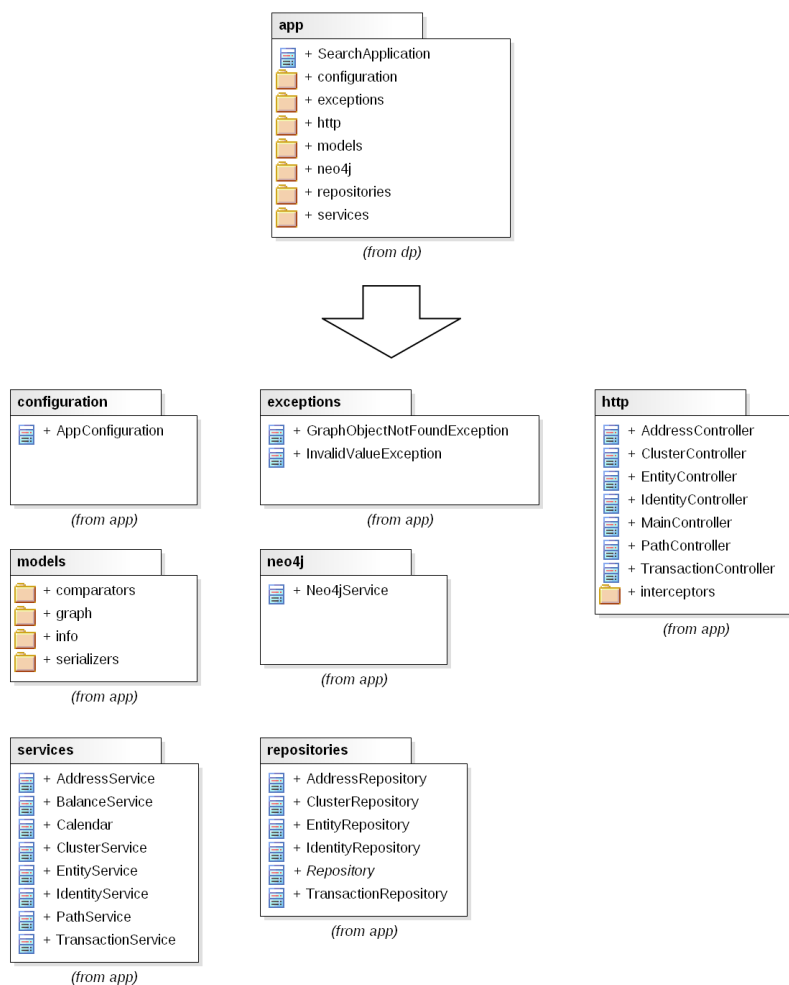 app
+ SearchApplication
+ configuration
+ exceptions
+ http
+ models
+ neo4j
+ repositories
+ services
(from dp)
configuration
+ AppConfiguration
(from app)
exceptions
+ GraphObjectNotFoundException
+ InvalidValueException
(from app)
http
+ AddressController
+ ClusterController
+ EntityController
+ IdentityController
+ MainController
+ PathController
+ TransactionController
+ interceptors
(from app)
models
+ comparators
+ graph
+ info
+ serializers
(from app)
neo4j
+ Neo4jService
(from app)
services
+ AddressService
+ BalanceService
+ Calendar
+ ClusterService
+ EntityService
+ IdentityService
+ PathService
+ TransactionService
(from app)
repositories
+ AddressRepository
+ ClusterRepository
+ EntityRepository
+ IdentityRepository
+ Repository
+ TransactionRepository
(from app)